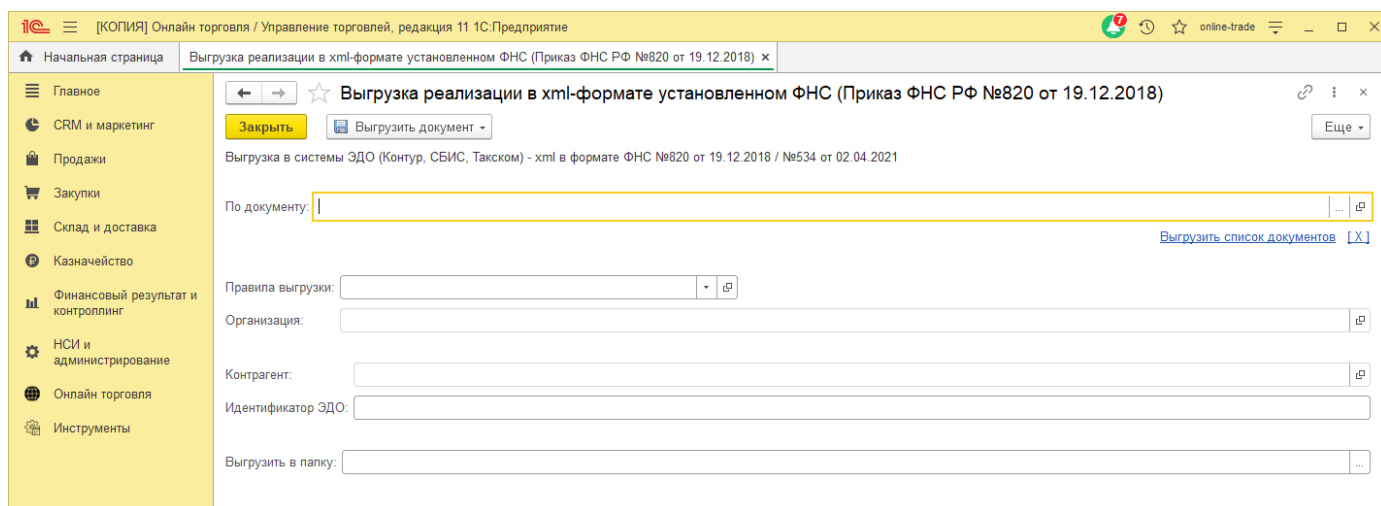 1С [КОПИЯ] Онлайн торговля / Управление торговлей, редакция 11 1С:Предприятие 7 online-trade
Начальная страница Выгрузка реализации в xml-формате установленном ФНС (Приказ ФНС РФ №820 от 19.12.2018) ×
Главное
CRM и маркетинг
Продажи
Закупки
Склад и доставка
Казначейство
Финансовый результат и
контроллинг
НСИ и
администрирование
Онлайн торговля
Инструменты
Выгрузка реализации в xml-формате установленном ФНС (Приказ ФНС РФ №820 от 19.12.2018)
Закрыть Выгрузить документ Еще
Выгрузка в системы ЭДО (Контур, СБИС, Такском) - xml в формате ФНС №820 от 19.12.2018 / №534 от 02.04.2021
По документу: ...
Выгрузить список документов [ X ]
Правила выгрузки:
Организация:
Контрагент:
Идентификатор ЭДО:
Выгрузить в папку: ...